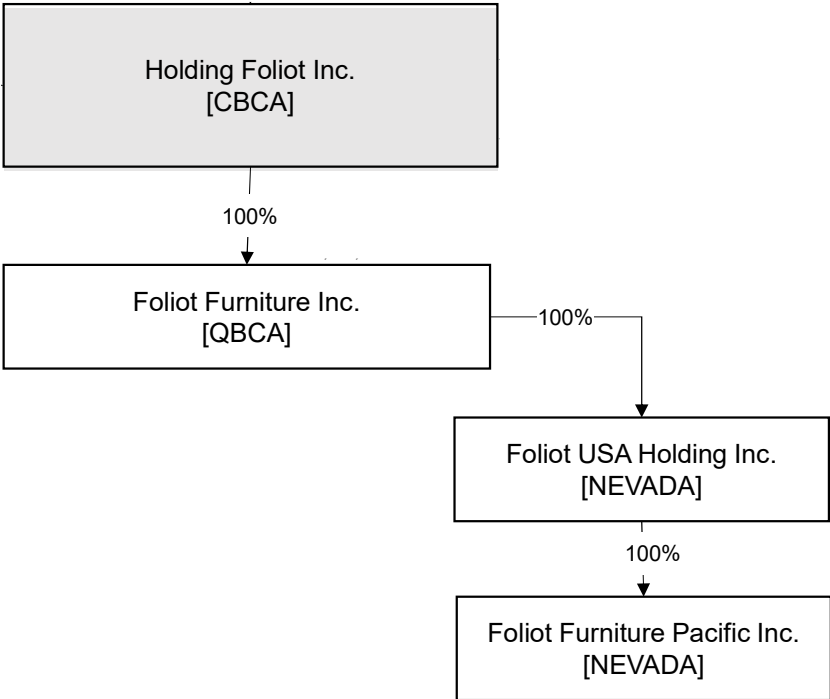 Holding Foliot Inc.
[CBCA]
100%
Foliot Furniture Inc.
[QBCA]
100%
Foliot USA Holding Inc.
[NEVADA]
100%
Foliot Furniture Pacific Inc.
[NEVADA]